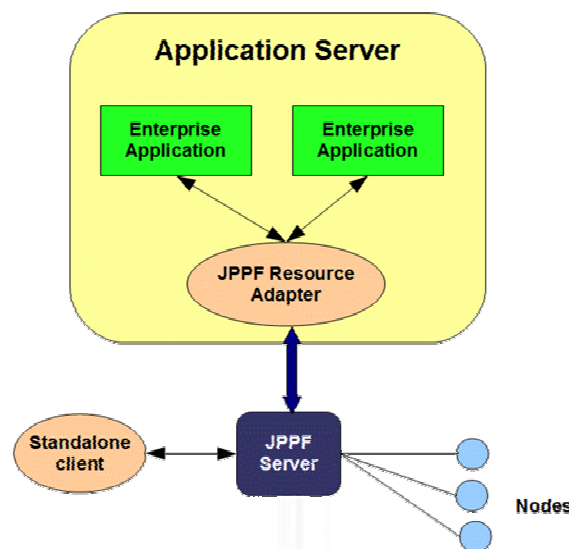 Application Server
Enterprise
Application
Enterprise
Application
JPPF Resource
Adapter
Standalone
client
JPPF
Server
Nodes